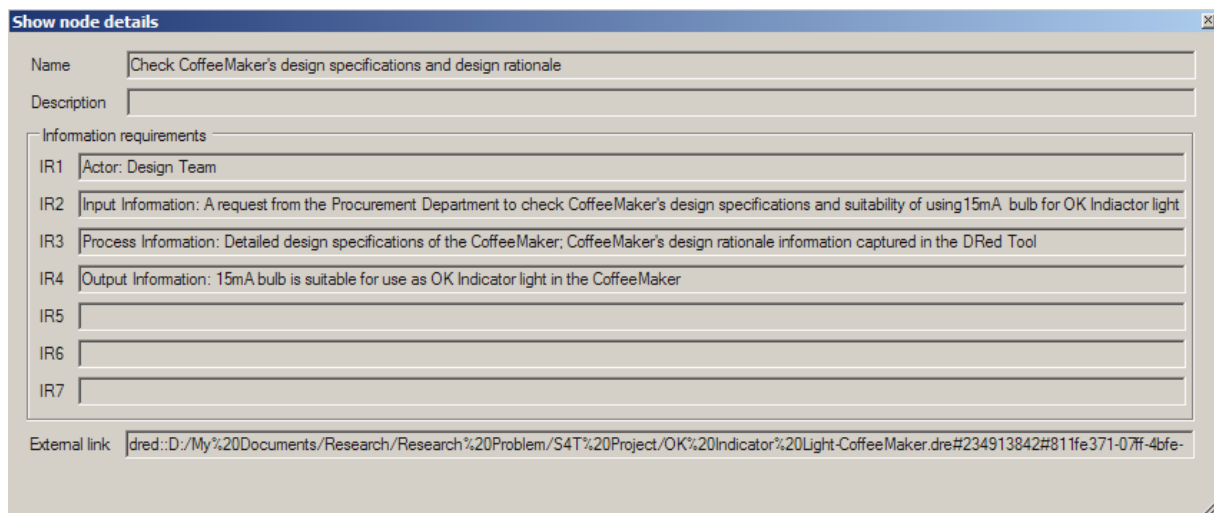 Show node details
Name Check CoffeeMaker's design specifications and design rationale
Description
Information requirements
IR1 Actor: Design Team
IR2 Input Information: A request from the Procurement Department to check CoffeeMaker's design specifications and suitability of using15mA bulb for OK Indiactor light
IR3 Process Information: Detailed design specifications of the CoffeeMaker; CoffeeMaker's design rationale information captured in the DRed Tool
IR4 Output Information: 15mA bulb is suitable for use as OK Indicator light in the CoffeeMaker
IR5
IR6
IR7
External link dred::D:/My%20Documents/Research/Research%20Problem/S4T%20Project/OK%20Indicator%20Light-CoffeeMaker.dre#234913842#811fe371-07ff-4bfe-